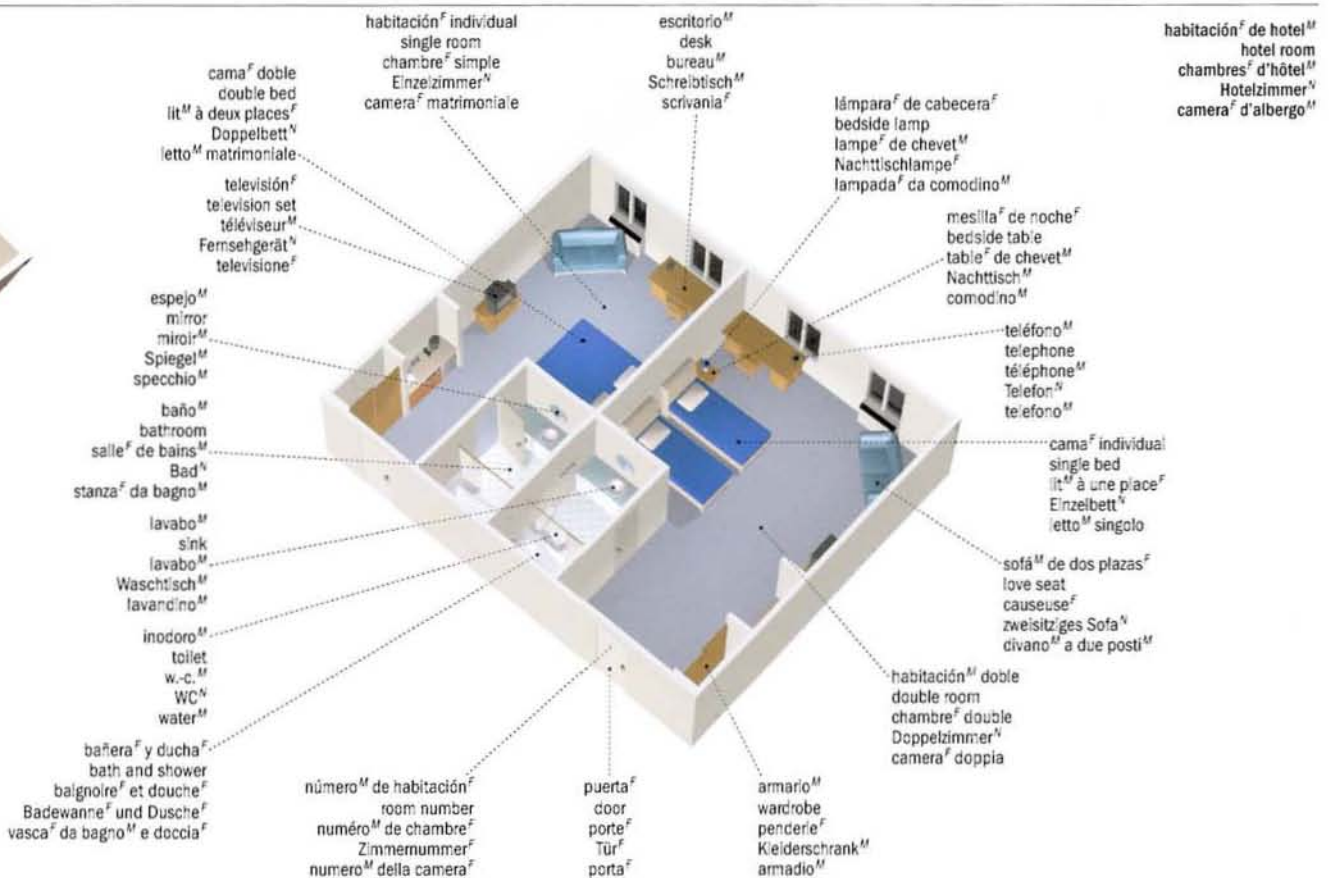 habitaciónF de hotelM
hotel room
chambresF d'hôtelM
HotelzimmerN
cameraF d'albergoM
habitaciónF individual
single room
chambreF simple
EinzelzimmerN
cameraF matrimoniale
escritorioM
desk
bureauM
SchreibtischM
scrivaniaF
camaF doble
double bed
litM à deux placesF
DoppelbettN
lettoM matrimoniale
televisiónF
television set
téléviseurM
FernsehgerätN
televisioneF
espejoM
mirror
miroirM
SpiegelM
specchioM
bañoM
bathroom
salleF de bainsM
BadN
stanzaF da bagnoM
lavaboM
sink
lavaboM
WaschtischM
lavandinoM
inodoroM
toilet
w.-c.M
WCN
waterM
bañeraF y duchaF
bath and shower
baignoireF et doucheF
BadewanneF und DuscheF
vascaF da bagnoM e docciaF
lámparaF de cabeceraF
bedside lamp
lampeF de chevetM
NachttischlampeF
lampadaF da comodinoM
mesillaF de nocheF
bedside table
tableF de chevetM
NachttischM
comodinoM
teléfonoM
telephone
téléphoneM
TelefonN
telefonoM
camaF individual
single bed
litM à une placeF
EinzelbettN
lettoM singolo
sofáM de dos plazasF
love seat
causeuseF
zweisitziges SofaN
divanoM a due postiM
habitaciónM doble
double room
chambreF double
DoppelzimmerN
cameraF doppia
númeroM de habitaciónF
room number
numéroM de chambreF
ZimmernummerF
numeroM della cameraF
puertaF
door
porteF
TürF
portaF
armarioM
wardrobe
penderieF
KleiderschrankM
armadioM